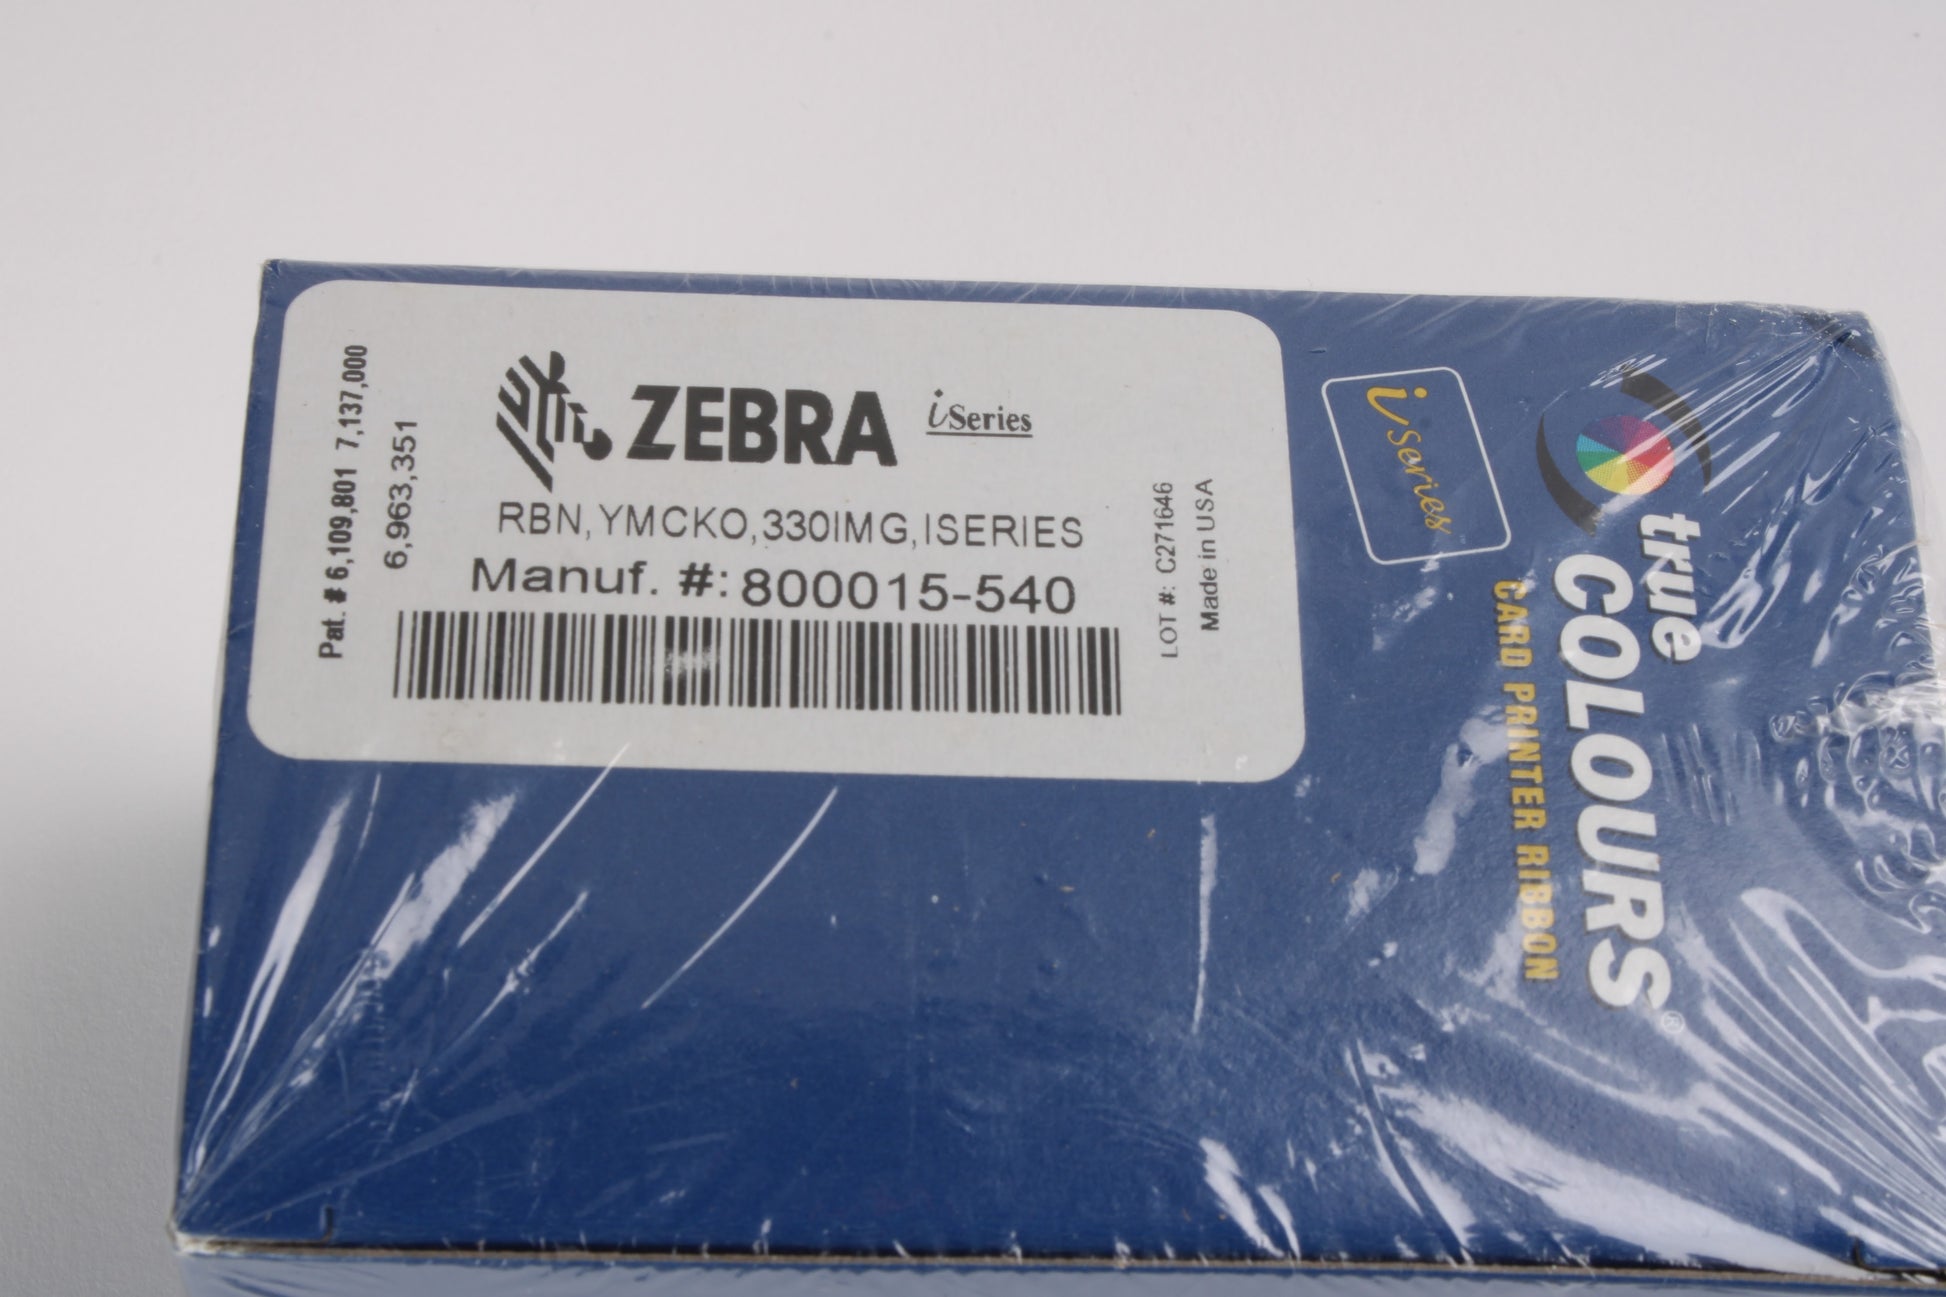 Pat. # 6,109,801 7,137,000
6,963,351
ZEBRA iSeries
RBN,YMCKO,330IMG,ISERIES
Manuf. #: 800015-540
LOT #: C271646
Made in USA
i series
true
COLOURS®
CARD PRINTER RIBBON